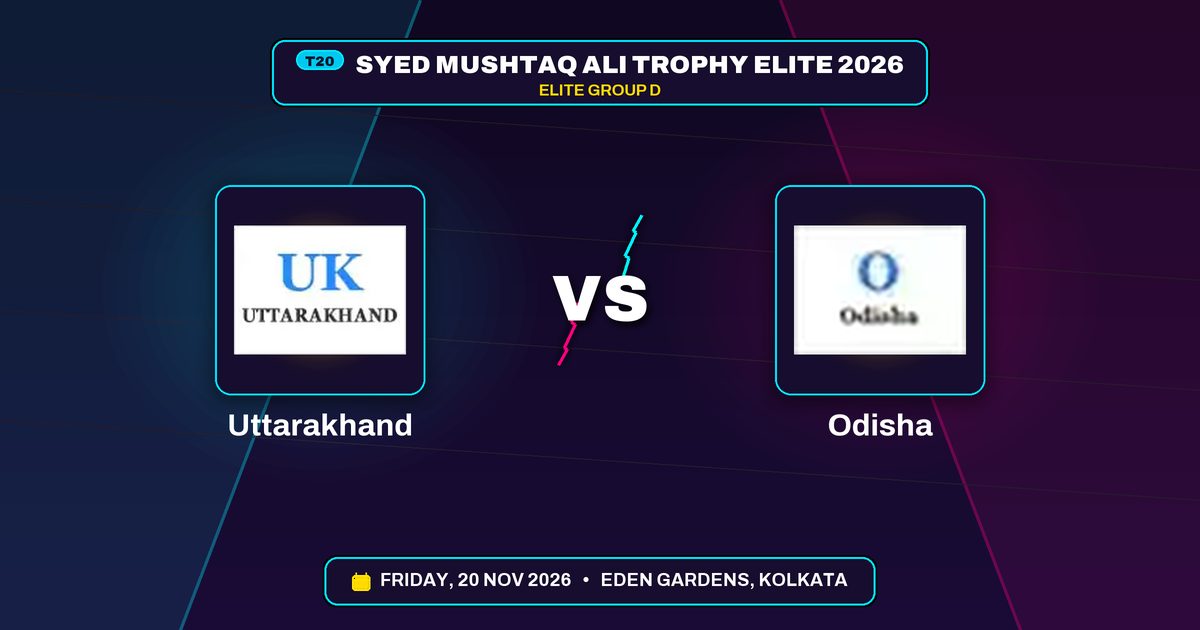 T20 SYED MUSHTAQ ALI TROPHY ELITE 2026
ELITE GROUP D
UK
UTTARAKHAND
O
Odisha
VS
Uttarakhand
Odisha
FRIDAY, 20 NOV 2026 • EDEN GARDENS, KOLKATA